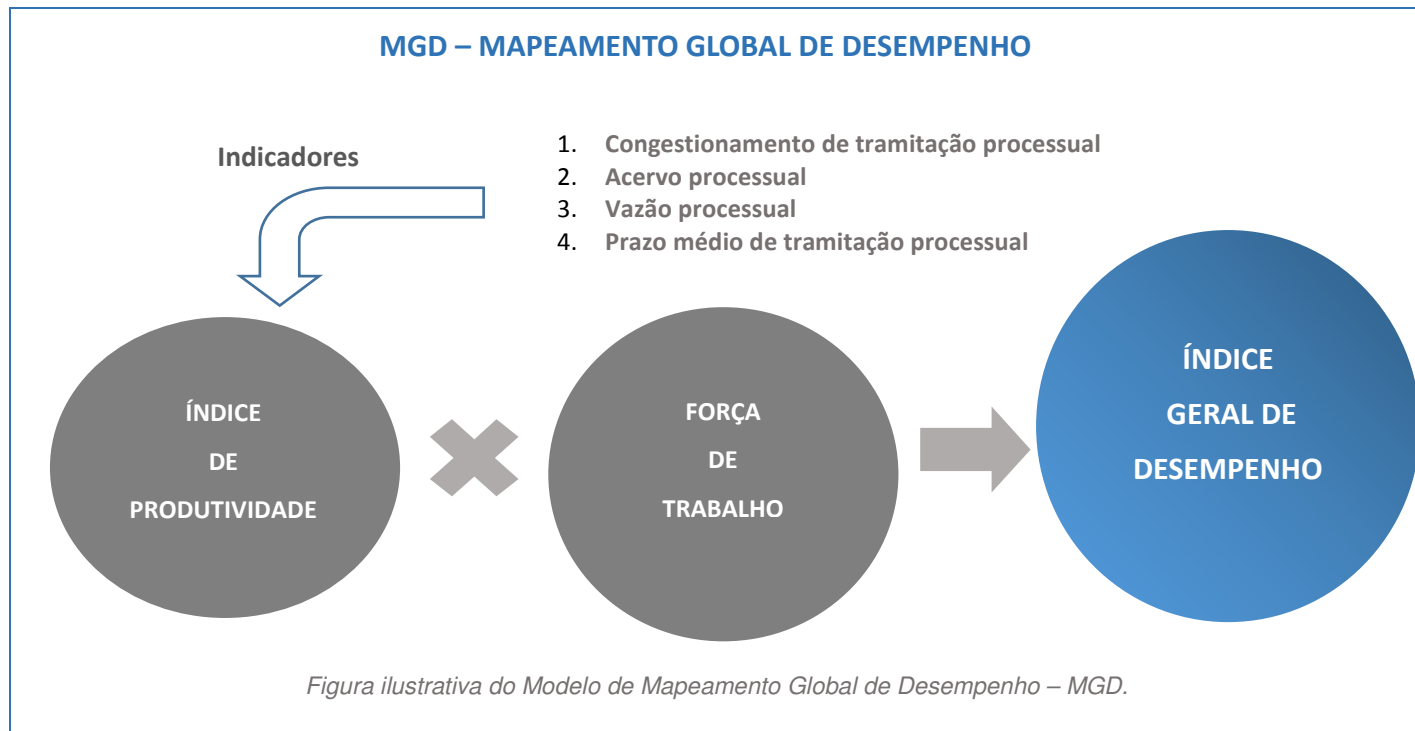 MGD – MAPEAMENTO GLOBAL DE DESEMPENHO
Indicadores
1. Congestionamento de tramitação processual
2. Acervo processual
3. Vazão processual
4. Prazo médio de tramitação processual
ÍNDICE
DE
PRODUTIVIDADE
FORÇA
DE
TRABALHO
ÍNDICE
GERAL DE
DESEMPENHO
Figura ilustrativa do Modelo de Mapeamento Global de Desempenho – MGD.